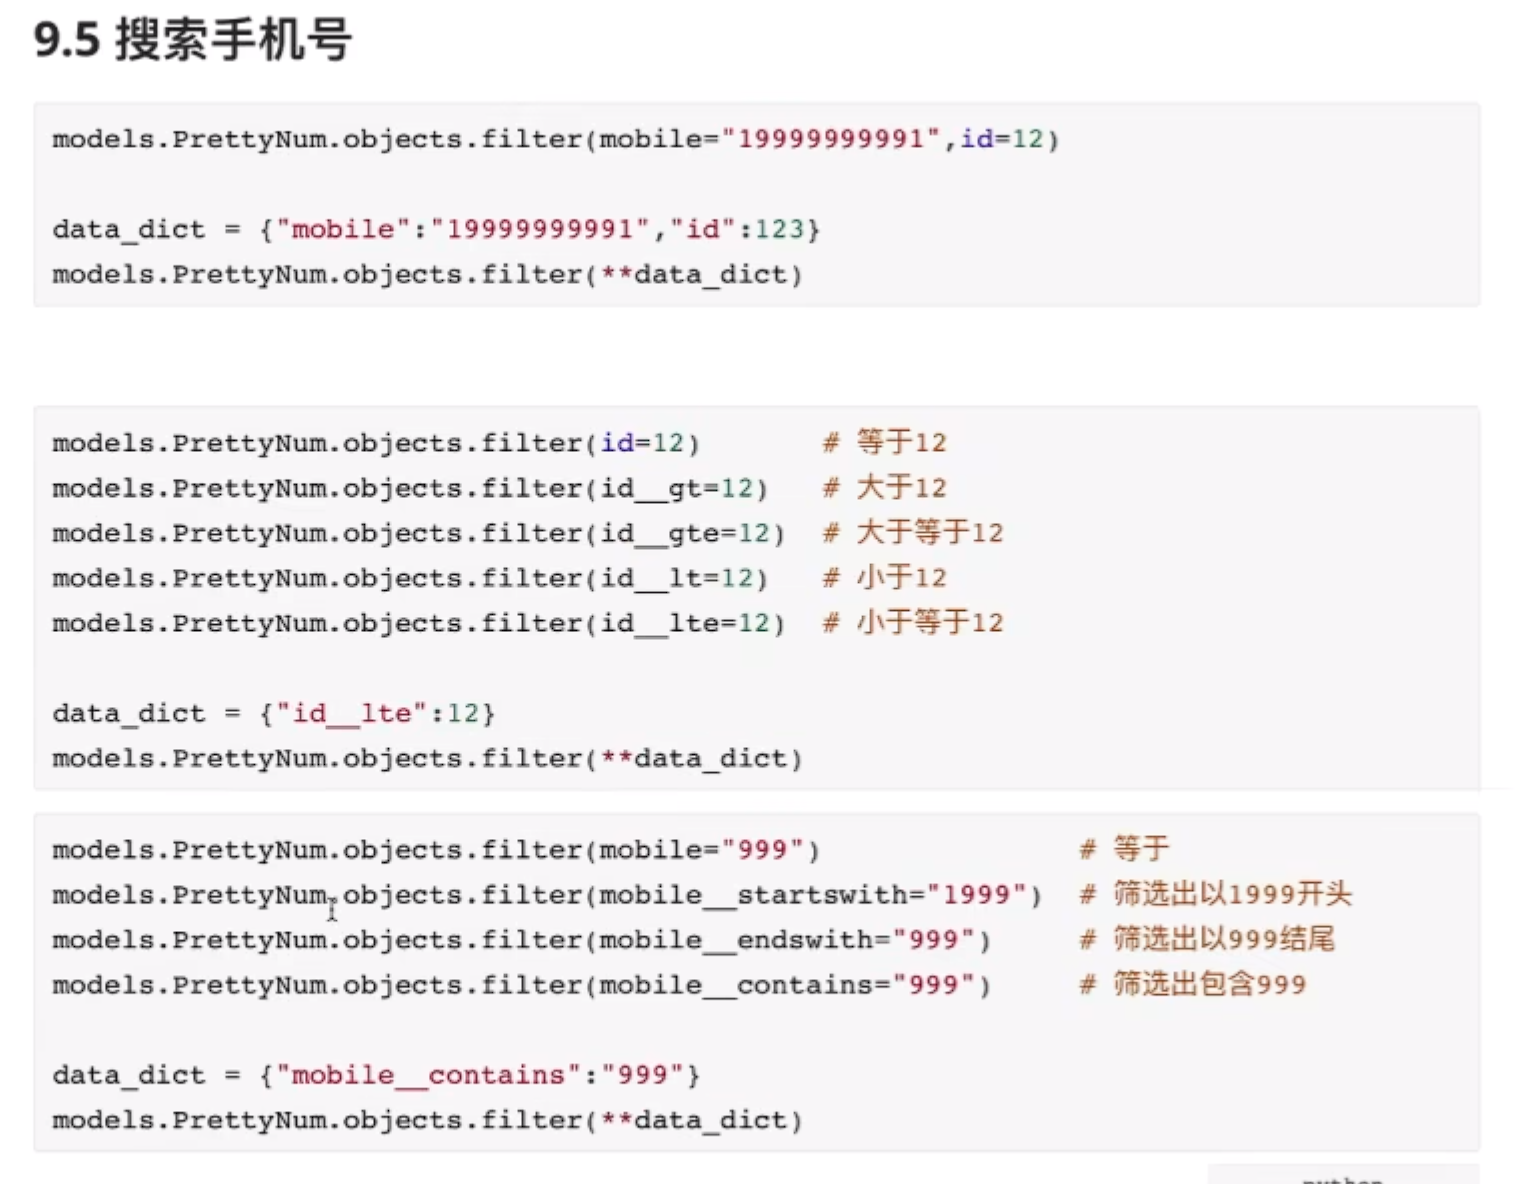 9.5 搜索手机号
models.PrettyNum.objects.filter(mobile="19999999991",id=12)
data_dict = {"mobile":"19999999991","id":123}
models.PrettyNum.objects.filter(**data_dict)
models.PrettyNum.objects.filter(id=12)       # 等于12
models.PrettyNum.objects.filter(id__gt=12)   # 大于12
models.PrettyNum.objects.filter(id__gte=12)  # 大于等于12
models.PrettyNum.objects.filter(id__lt=12)   # 小于12
models.PrettyNum.objects.filter(id__lte=12)  # 小于等于12
data_dict = {"id__lte":12}
models.PrettyNum.objects.filter(**data_dict)
models.PrettyNum.objects.filter(mobile="999")               # 等于
models.PrettyNum.objects.filter(mobile__startswith="1999")  # 筛选出以1999开头
models.PrettyNum.objects.filter(mobile__endswith="999")     # 筛选出以999结尾
models.PrettyNum.objects.filter(mobile__contains="999")     # 筛选出包含999
data_dict = {"mobile__contains":"999"}
models.PrettyNum.objects.filter(**data_dict)